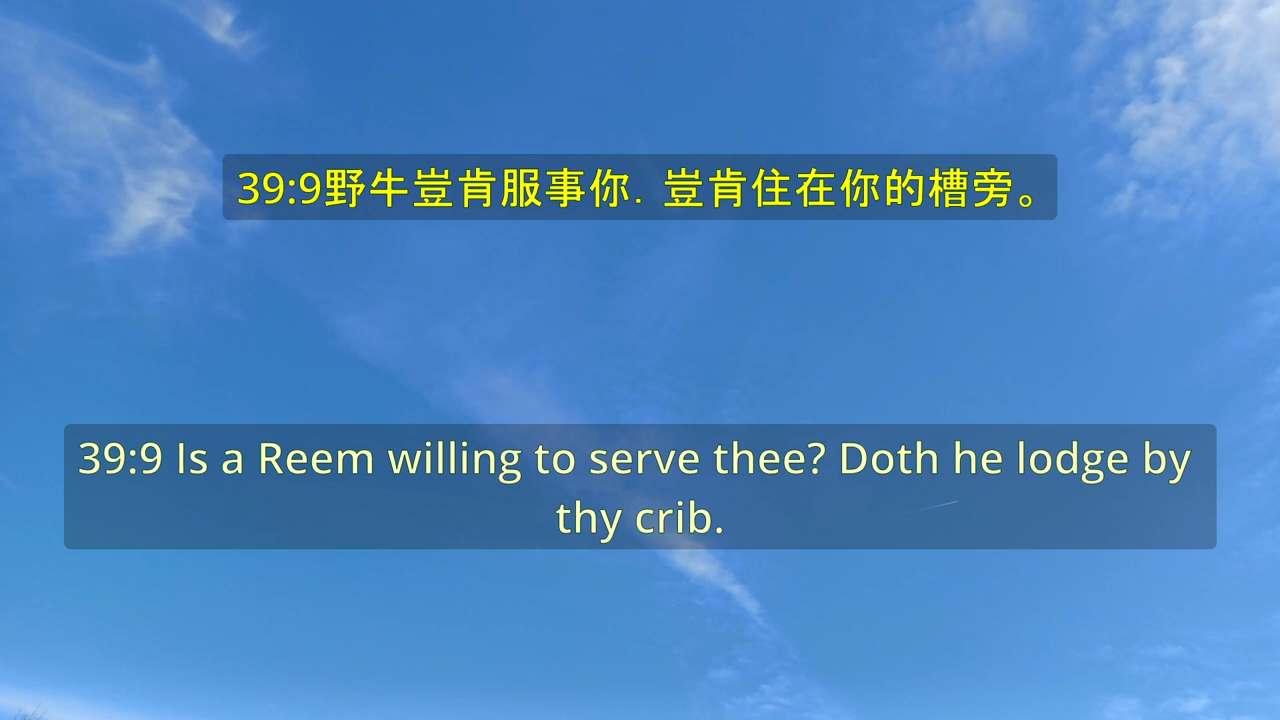 39:9野牛豈肯服事你. 豈肯住在你的槽旁。
39:9 Is a Reem willing to serve thee? Doth he lodge by
thy crib.